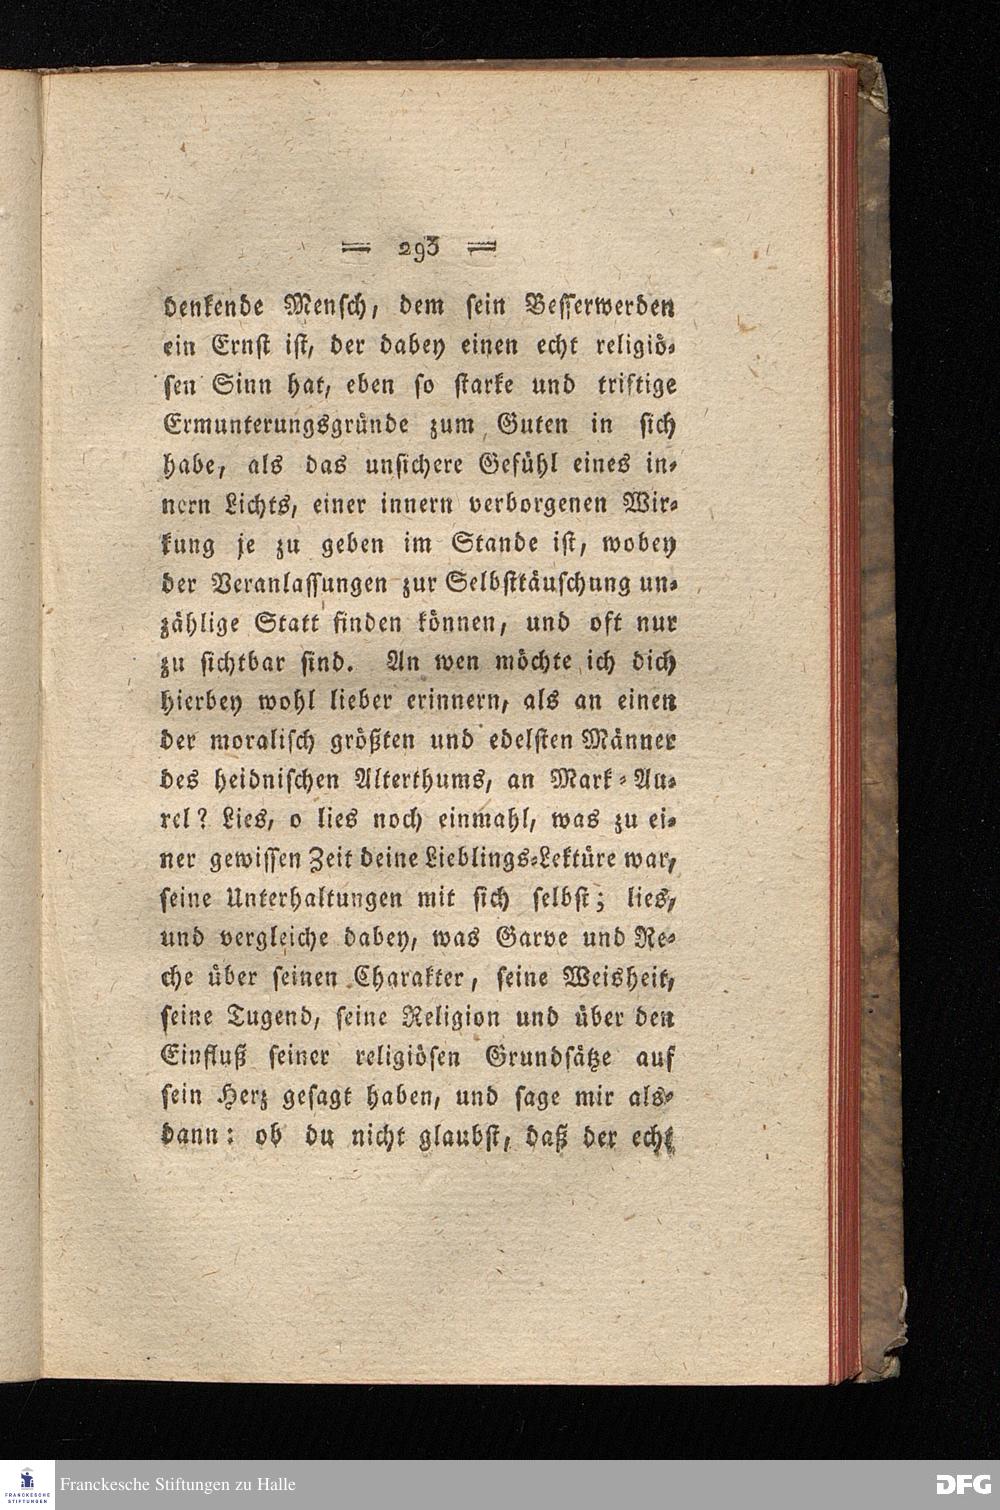 = 293 =
denkende Mensch, dem sein Besserwerden
ein Ernst ist, der dabey einen echt religiö-
sen Sinn hat, eben so starke und triftige
Ermunterungsgründe zum Guten in sich
habe, als das unsichere Gefühl eines in-
nern Lichts, einer innern verborgenen Wir-
kung je zu geben im Stande ist, wobey
der Veranlassungen zur Selbsttäuschung un-
zählige Statt finden können, und oft nur
zu sichtbar sind. An wen möchte ich dich
hierbey wohl lieber erinnern, als an einen
der moralisch größten und edelsten Männer
des heidnischen Alterthums, an Mark-Au-
rel? Lies, o lies noch einmahl, was zu ei-
ner gewissen Zeit deine Lieblings-Lektüre war,
seine Unterhaltungen mit sich selbst; lies,
und vergleiche dabey, was Garve und Re-
che über seinen Charakter, seine Weisheit,
seine Tugend, seine Religion und über den
Einfluß seiner religiösen Grundsätze auf
sein Herz gesagt haben, und sage mir als-
dann: ob du nicht glaubst, daß der echt
FRANCKESCHE
STIFTUNGEN
Franckesche Stiftungen zu Halle
DFG